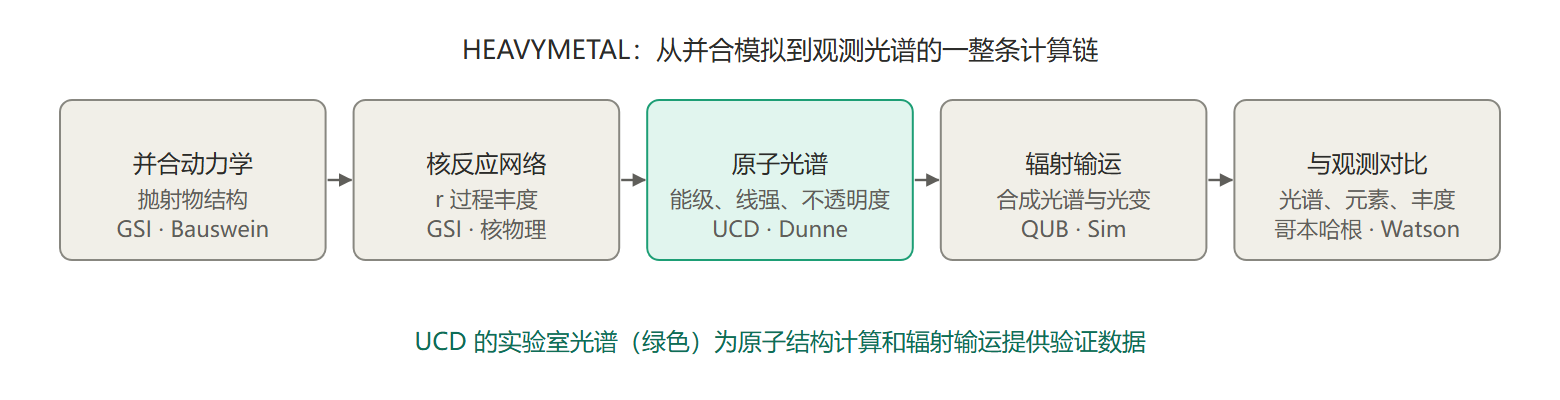 HEAVYMETAL：从并合模拟到观测光谱的一整条计算链
并合动力学
抛射物结构
GSI · Bauswein
核反应网络
r 过程丰度
GSI · 核物理
原子光谱
能级、线强、不透明度
UCD · Dunne
辐射输运
合成光谱与光变
QUB · Sim
与观测对比
光谱、元素、丰度
哥本哈根 · Watson
UCD 的实验室光谱（绿色）为原子结构计算和辐射输运提供验证数据